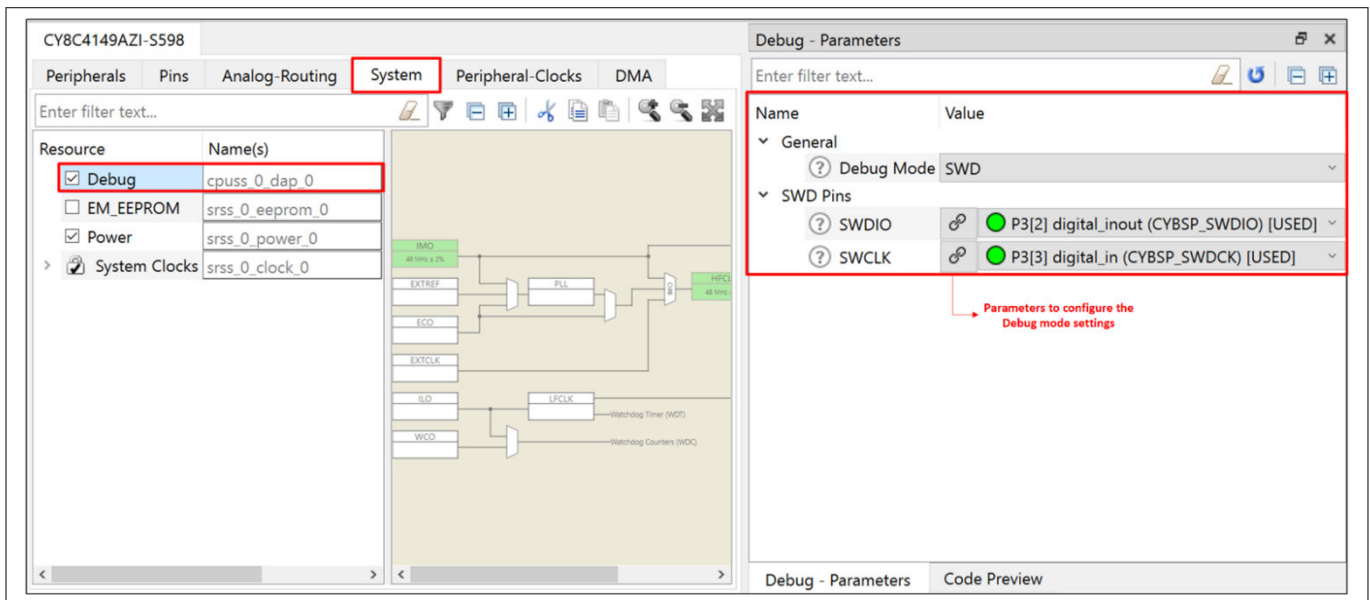 CY8C4149AZI-S598
Peripherals Pins Analog-Routing System Peripheral-Clocks DMA
Enter filter text...
Resource Name(s)
Debug cpuss_0_dap_0
EM_EEPROM srss_0_eeprom_0
Power srss_0_power_0
System Clocks srss_0_clock_0
IMO
48 MHz ± 2%
EXTREF
PLL
HFCL
48 MHz
ECO
EXTCLK
ILO
LFCLK
Watchdog Timer (WDT)
WCO
Watchdog Counters (WDC)
Debug - Parameters
Enter filter text...
Name Value
General
? Debug Mode SWD
SWD Pins
? SWDIO P3[2] digital_inout (CYBSP_SWDIO) [USED]
? SWCLK P3[3] digital_in (CYBSP_SWDCK) [USED]
Parameters to configure the
Debug mode settings
Debug - Parameters Code Preview